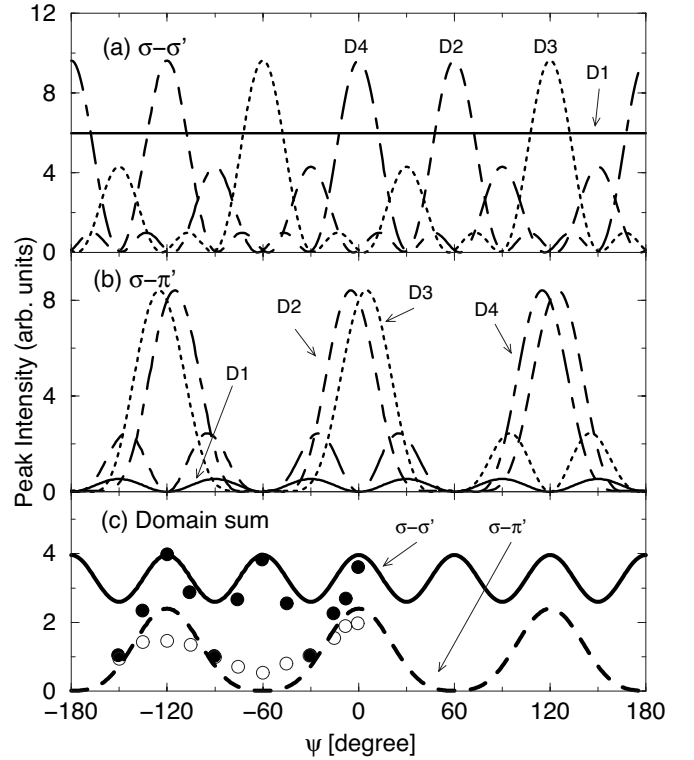 12
(a) σ−σ’
D4
D2
D3
D1
8
4
0
(b) σ−π’
8
D2
D3
D4
4
D1
0
(c) Domain sum
σ−σ’
σ−π’
4
2
0
−180
−120
−60
0
60
120
180
ψ [degree]
Peak Intensity (arb. units)